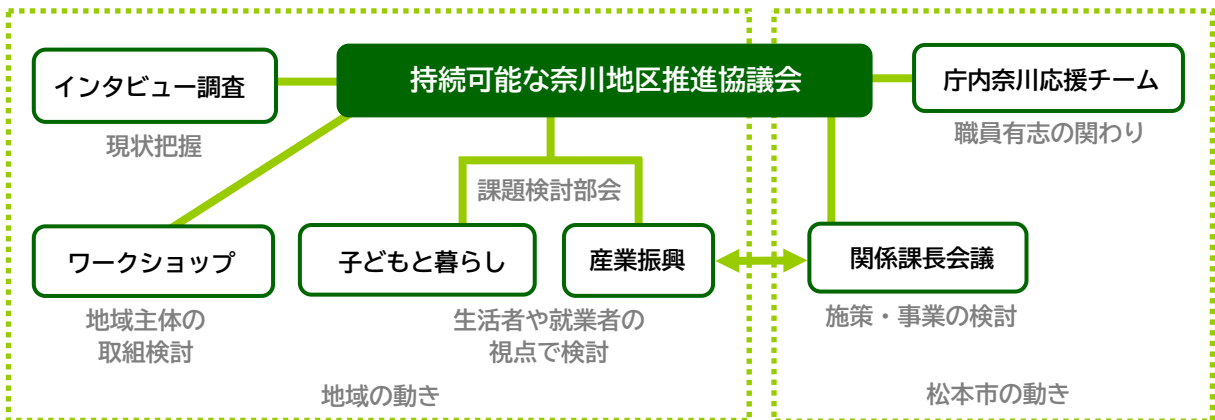 持続可能な奈川地区推進協議会
インタビュー調査
現状把握
庁内奈川応援チーム
職員有志の関わり
課題検討部会
ワークショップ
地域主体の
取組検討
子どもと暮らし
産業振興
生活者や就業者の
視点で検討
関係課長会議
施策・事業の検討
地域の動き
松本市の動き